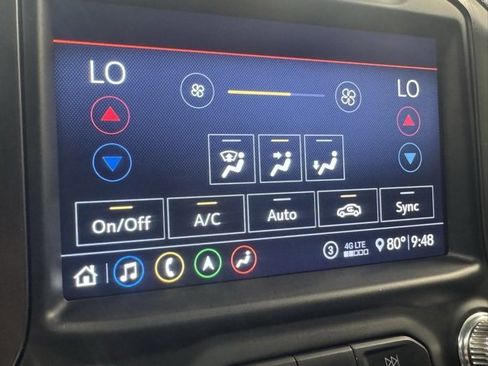 LO LO
On/Off A/C Auto Sync
A 3 4G LTE 80° 9:48